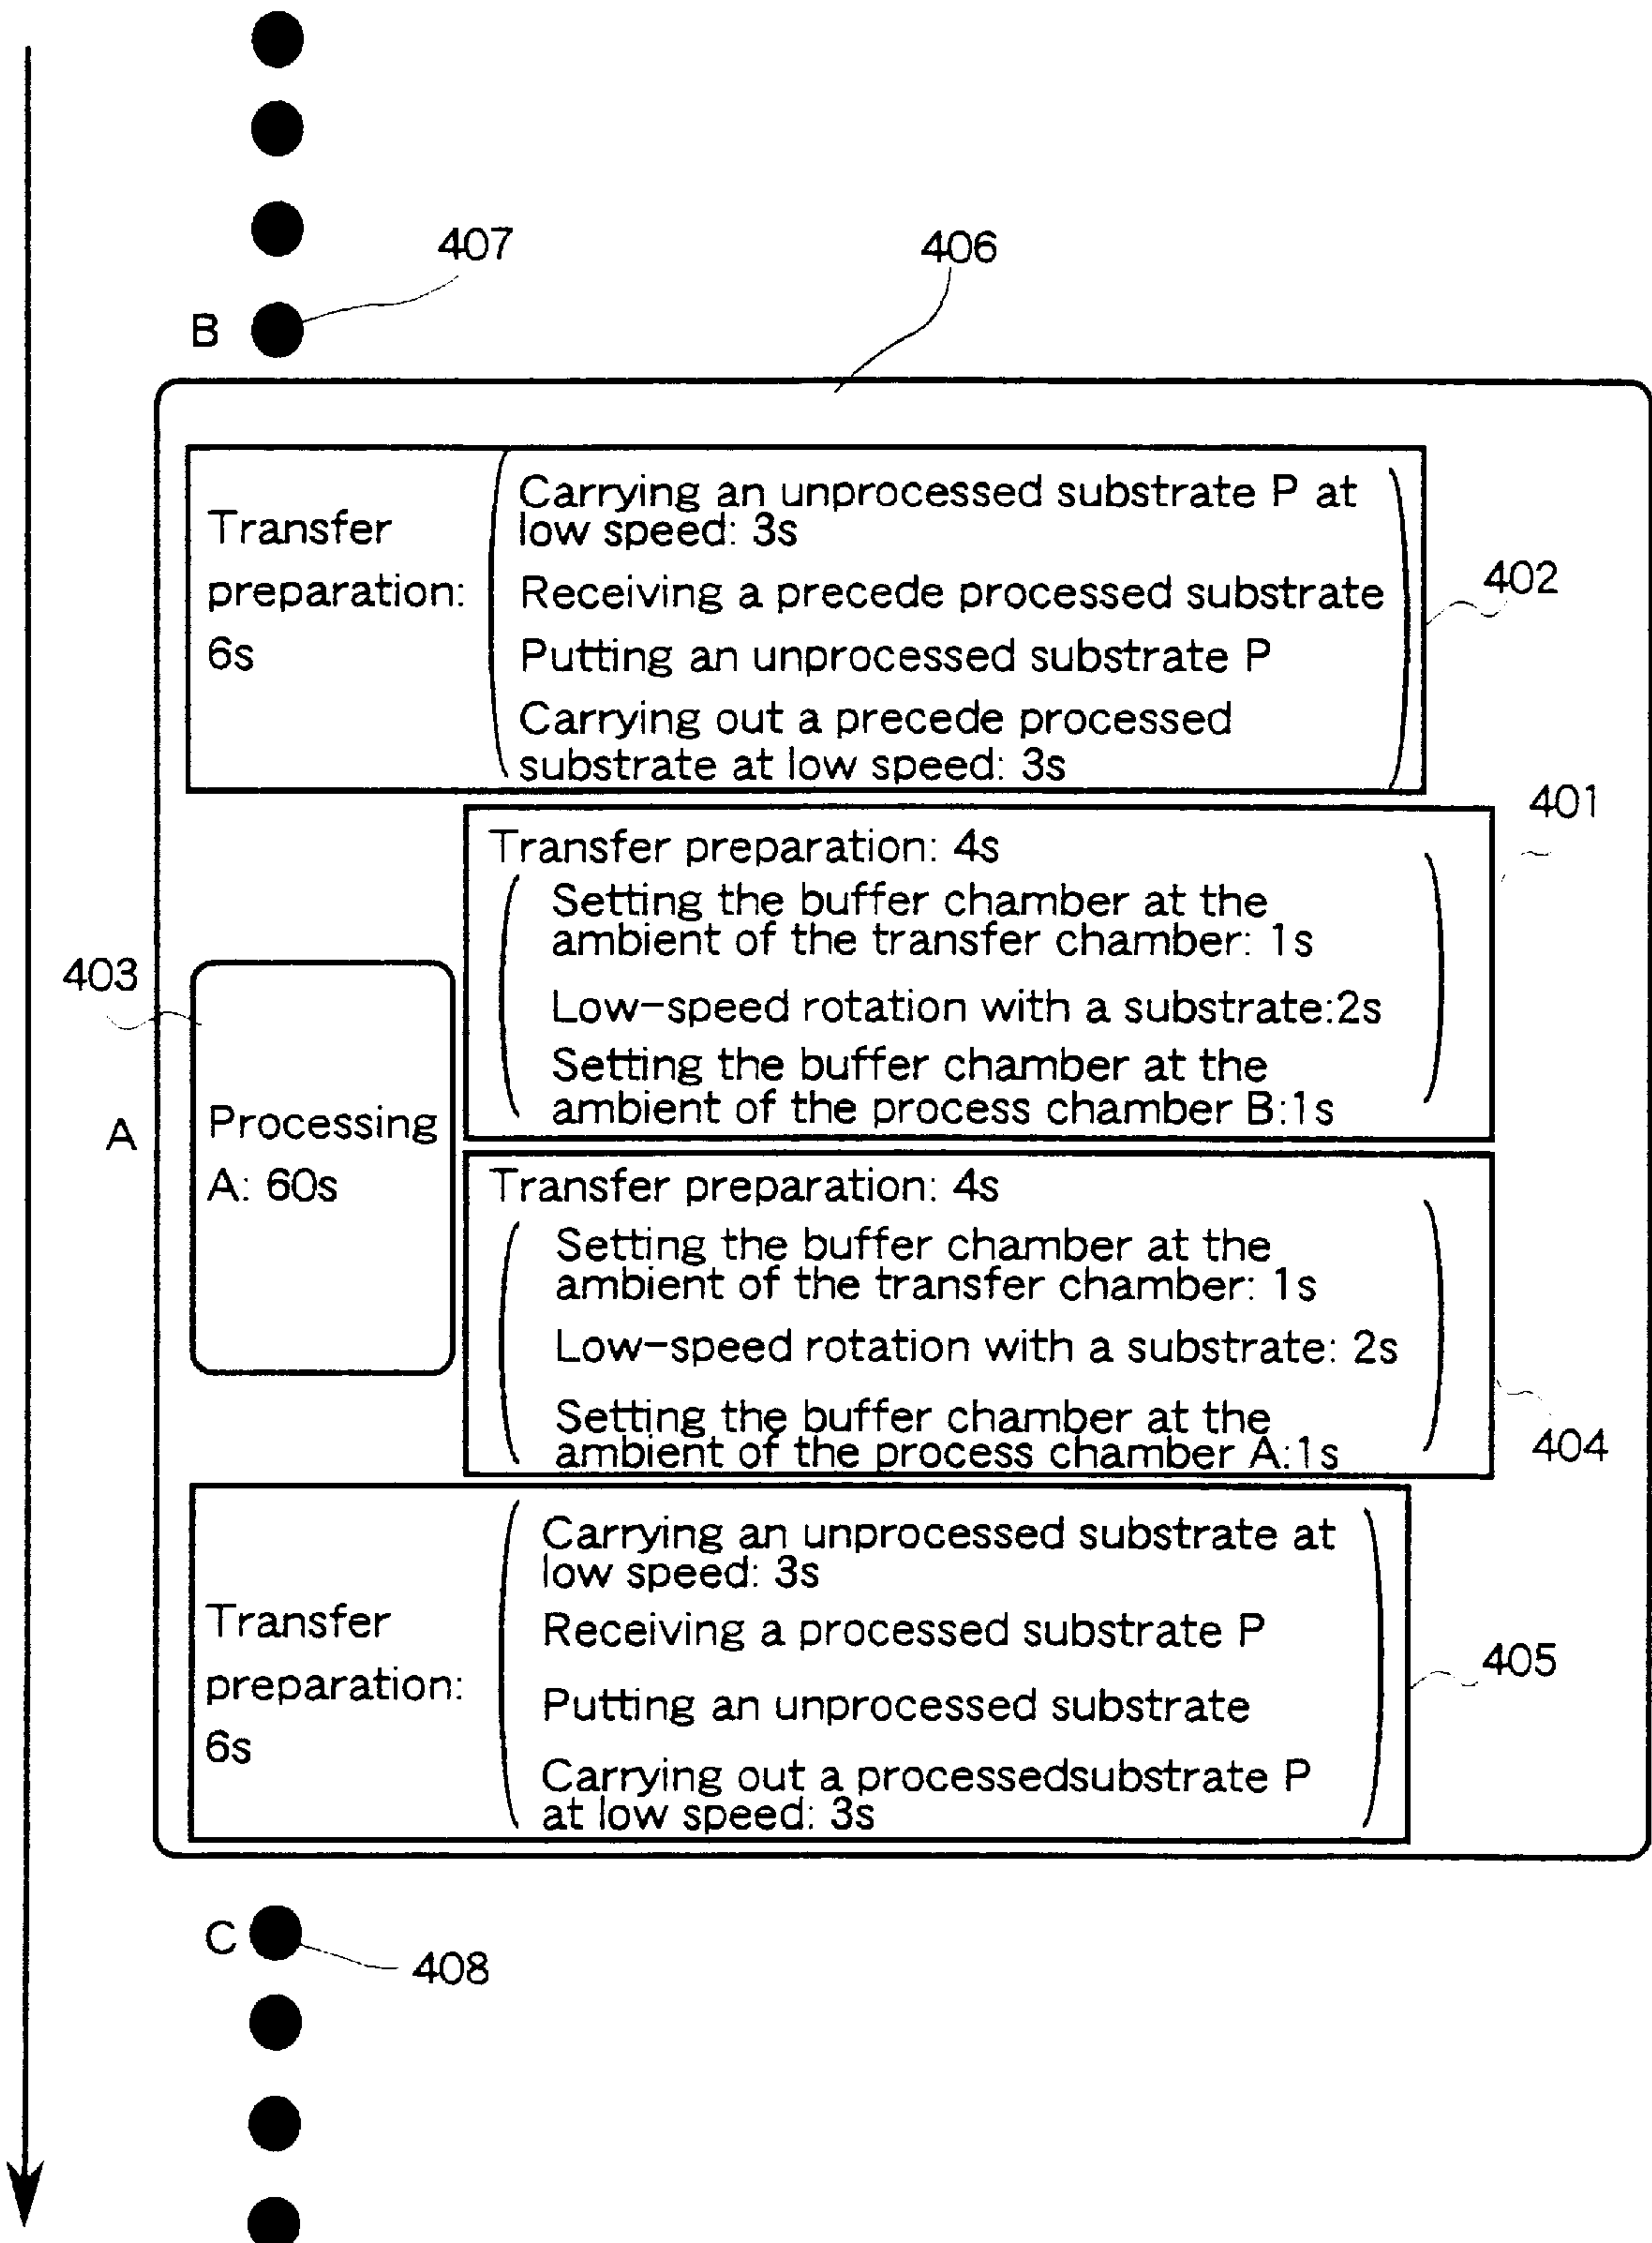 407
406
B
Transfer
preparation:
6s
Carrying an unprocessed substrate P at
low speed: 3s
Receiving a precede processed substrate
Putting an unprocessed substrate P
Carrying out a precede processed
substrate at low speed: 3s
402
401
Transfer preparation: 4s
Setting the buffer chamber at the
ambient of the transfer chamber: 1s
Low-speed rotation with a substrate:2s
Setting the buffer chamber at the
ambient of the process chamber B:1s
403
A
Processing
A: 60s
Transfer preparation: 4s
Setting the buffer chamber at the
ambient of the transfer chamber: 1s
Low-speed rotation with a substrate: 2s
Setting the buffer chamber at the
ambient of the process chamber A:1s
404
Transfer
preparation:
6s
Carrying an unprocessed substrate at
low speed: 3s
Receiving a processed substrate P
Putting an unprocessed substrate
Carrying out a processedsubstrate P
at low speed: 3s
405
C
408